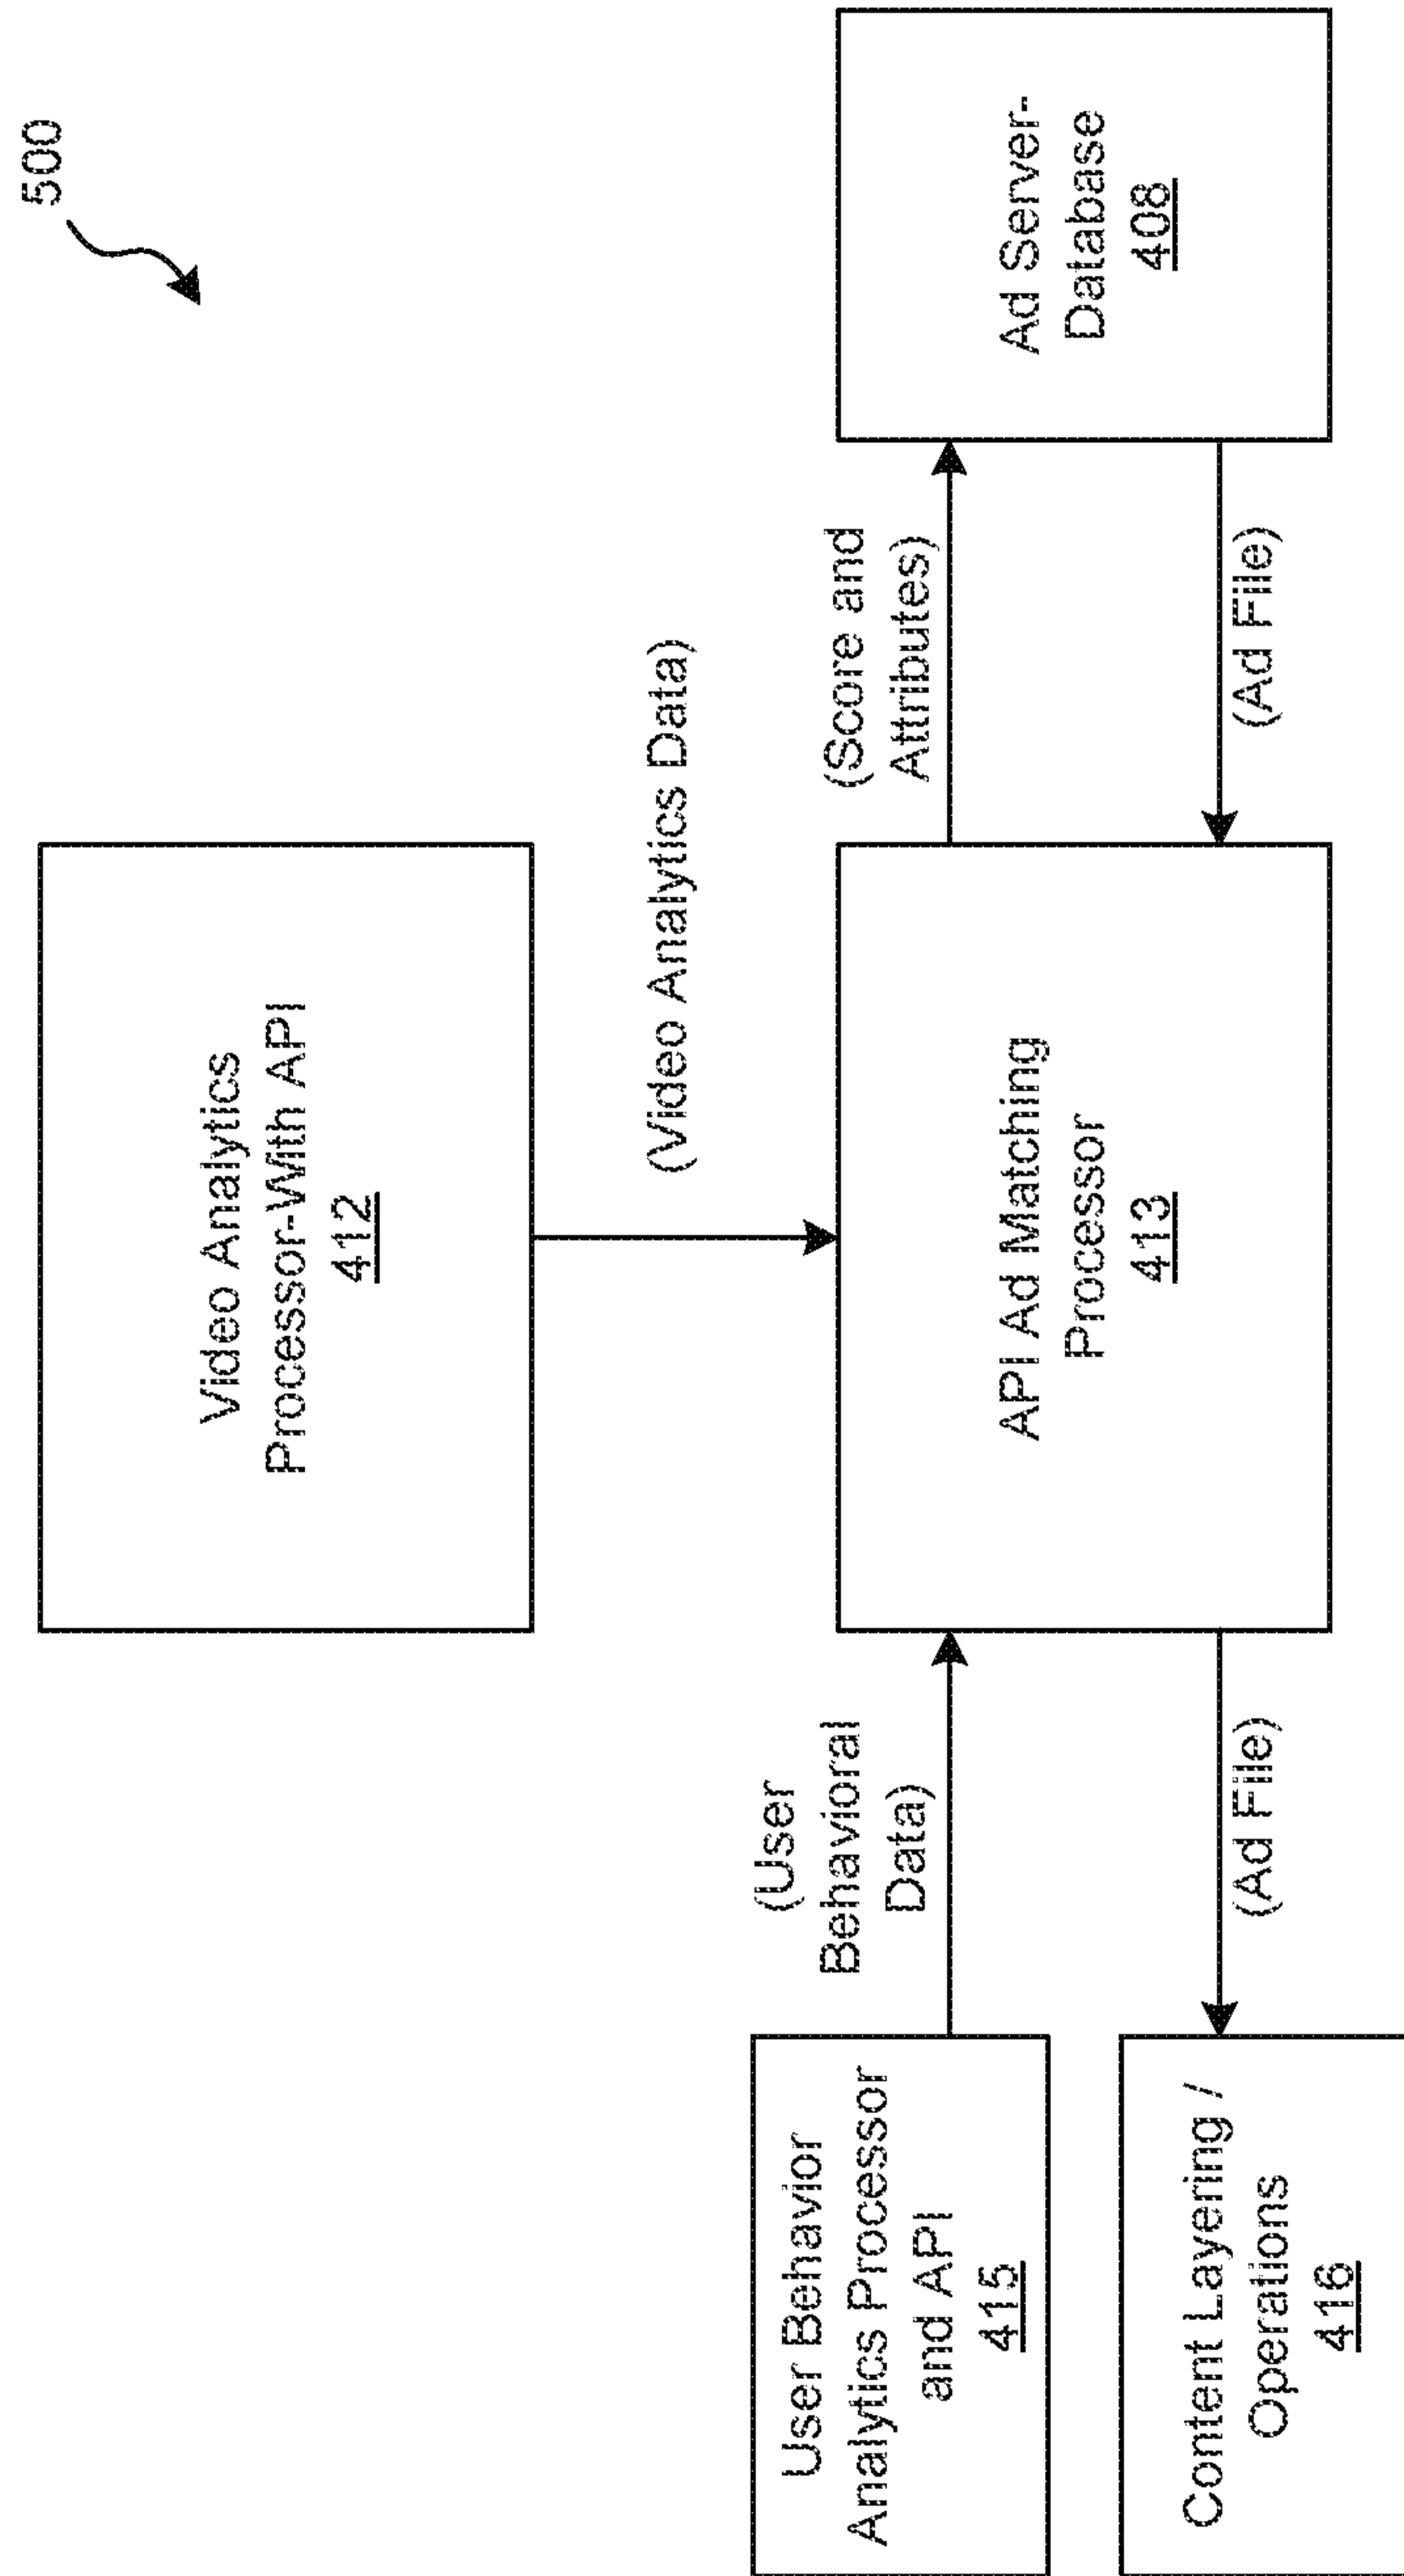 500
Video Analytics
Processor-With API
412
(Video Analytics Data)
User Behavior
Analytics Processor
and API
415
(User
Behavioral
Data)
API Ad Matching
Processor
413
(Score and
Attributes)
Ad Server-
Database
408
Content Layering /
Operations
416
(Ad File)
(Ad File)